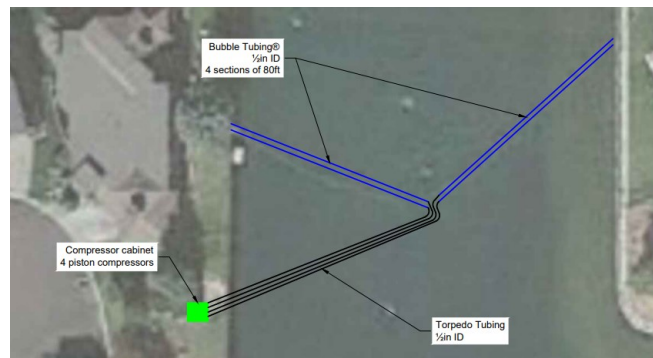 Bubble Tubing®
½in ID
4 sections of 80ft
Compressor cabinet
4 piston compressors
Torpedo Tubing
½in ID